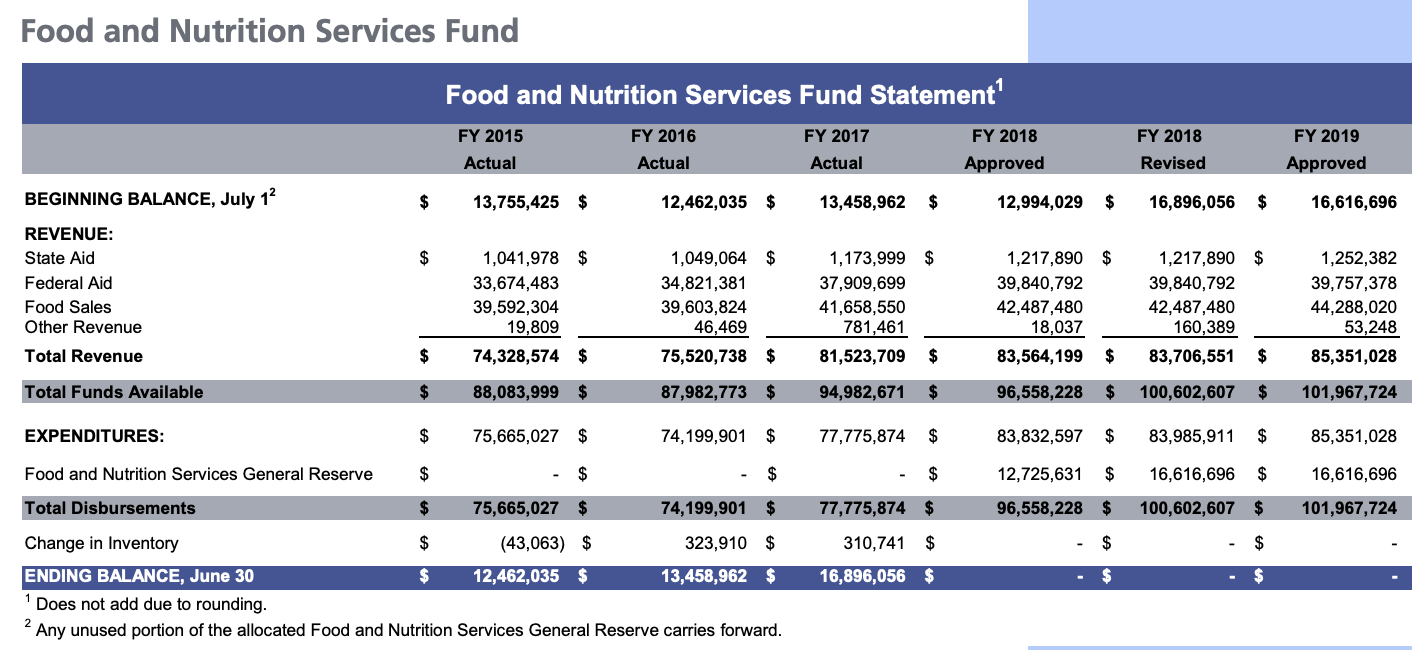 Food and Nutrition Services Fund
Food and Nutrition Services Fund Statement1
FY 2015 FY 2016 FY 2017 FY 2018 FY 2018 FY 2019
Actual Actual Actual Approved Revised Approved
BEGINNING BALANCE, July 12 $ 13,755,425 $ 12,462,035 $ 13,458,962 $ 12,994,029 $ 16,896,056 $ 16,616,696
REVENUE:
State Aid $ 1,041,978 $ 1,049,064 $ 1,173,999 $ 1,217,890 $ 1,217,890 $ 1,252,382
Federal Aid 33,674,483 34,821,381 37,909,699 39,840,792 39,840,792 39,757,378
Food Sales 39,592,304 39,603,824 41,658,550 42,487,480 42,487,480 44,288,020
Other Revenue 19,809 46,469 781,461 18,037 160,389 53,248
Total Revenue $ 74,328,574 $ 75,520,738 $ 81,523,709 $ 83,564,199 $ 83,706,551 $ 85,351,028
Total Funds Available $ 88,083,999 $ 87,982,773 $ 94,982,671 $ 96,558,228 $ 100,602,607 $ 101,967,724
EXPENDITURES: $ 75,665,027 $ 74,199,901 $ 77,775,874 $ 83,832,597 $ 83,985,911 $ 85,351,028
Food and Nutrition Services General Reserve $ - $ - $ - $ 12,725,631 $ 16,616,696 $ 16,616,696
Total Disbursements $ 75,665,027 $ 74,199,901 $ 77,775,874 $ 96,558,228 $ 100,602,607 $ 101,967,724
Change in Inventory $ (43,063) $ 323,910 $ 310,741 $ - $ - $ -
ENDING BALANCE, June 30 $ 12,462,035 $ 13,458,962 $ 16,896,056 $ - $ - $ -
1 Does not add due to rounding.
2 Any unused portion of the allocated Food and Nutrition Services General Reserve carries forward.